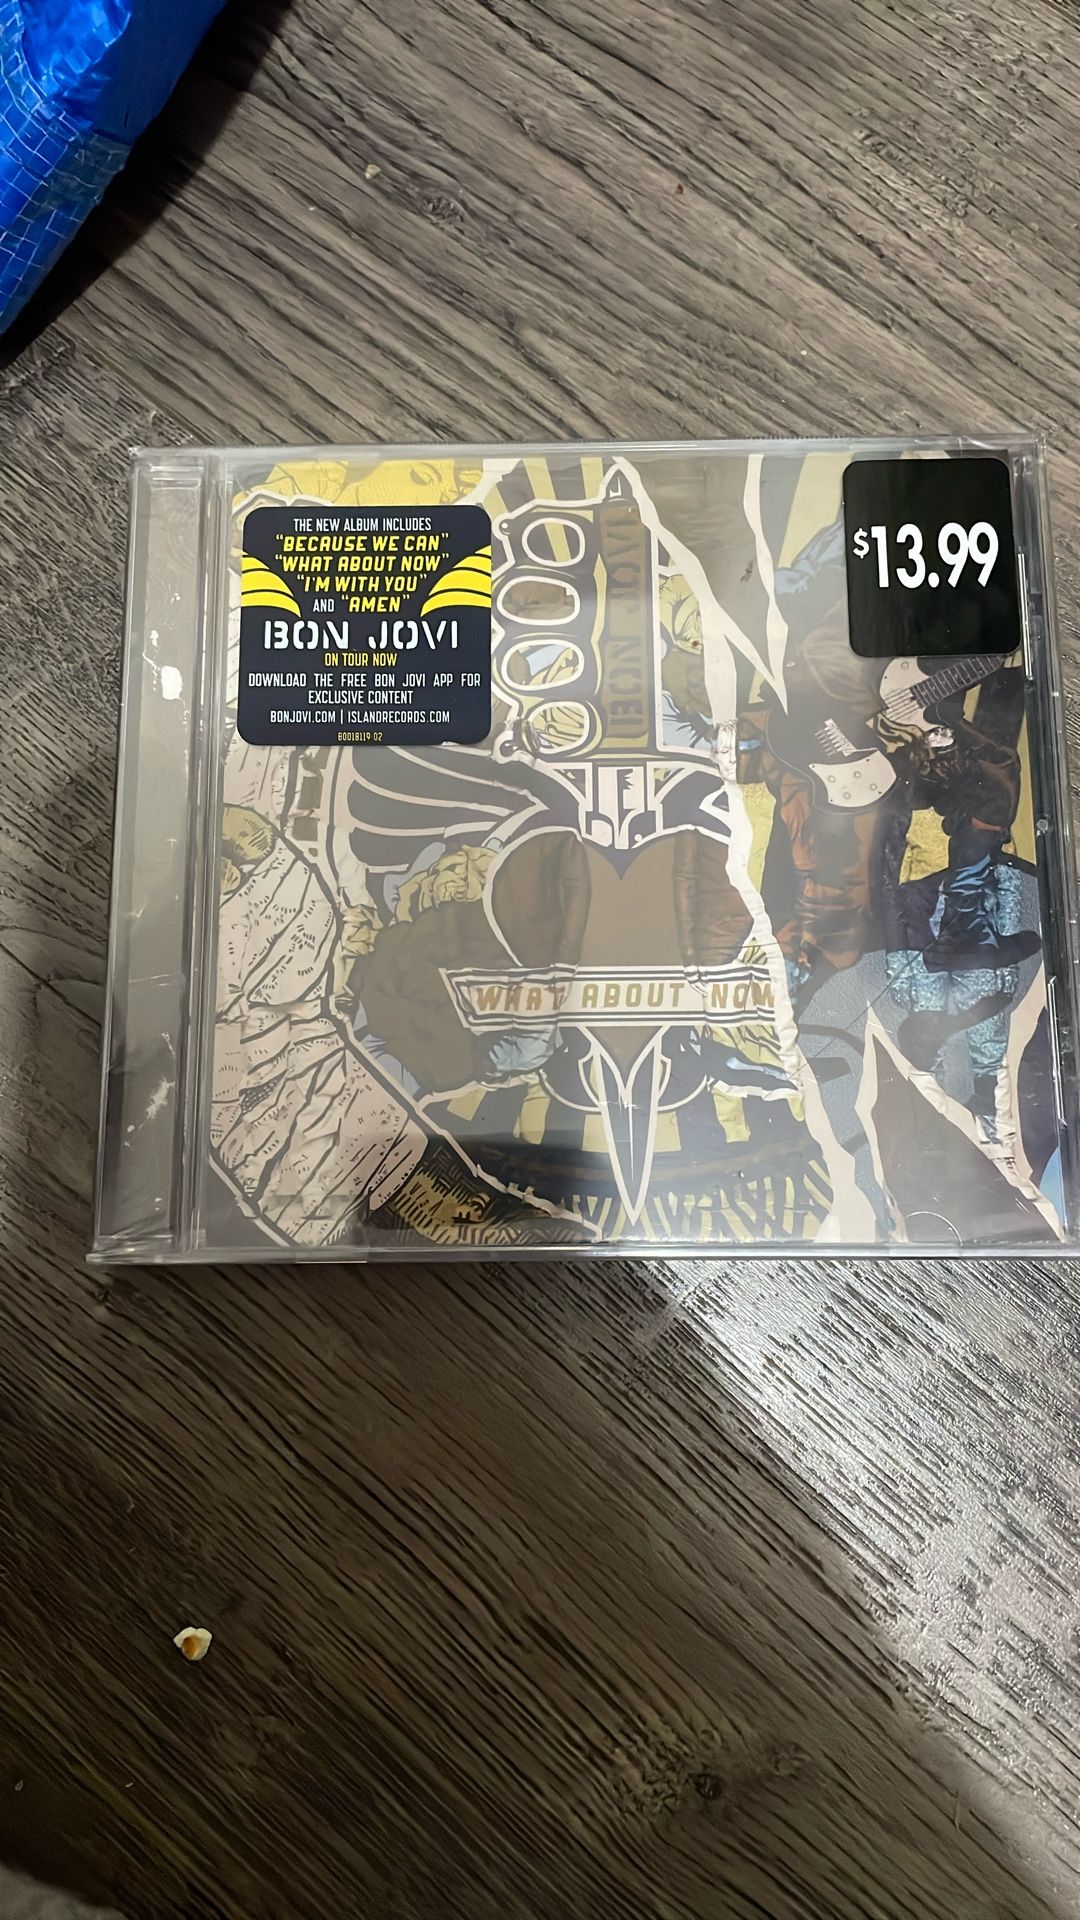 THE NEW ALBUM INCLUDES
"BECAUSE WE CAN"
"WHAT ABOUT NOW"
"I'M WITH YOU"
AND "AMEN"
BON JOVI
ON TOUR NOW
DOWNLOAD THE FREE BON JOVI APP FOR
EXCLUSIVE CONTENT
BONJOVI.COM | ISLANDRECORDS.COM
B0018119-02
$13.99
BON JOVI
WHAT ABOUT NOW